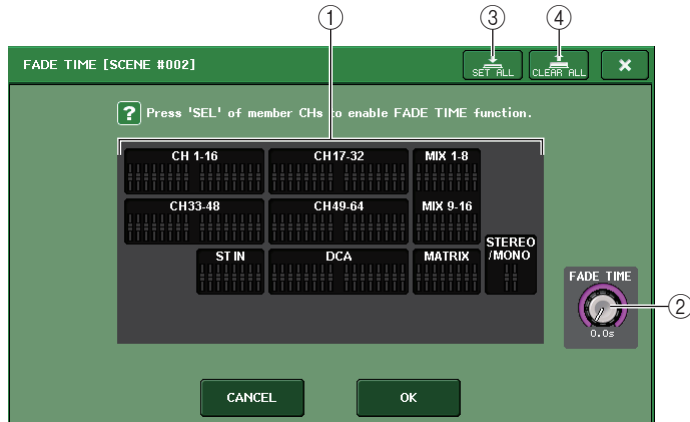 ① ③ ④
FADE TIME [SCENE #002] SET ALL CLEAR ALL ×
? Press 'SEL' of member CHs to enable FADE TIME function.
CH 1-16 CH17-32 MIX 1-8
CH33-48 CH49-64 MIX 9-16
ST IN DCA MATRIX STEREO
/MONO
FADE TIME
②
0.0s
CANCEL OK